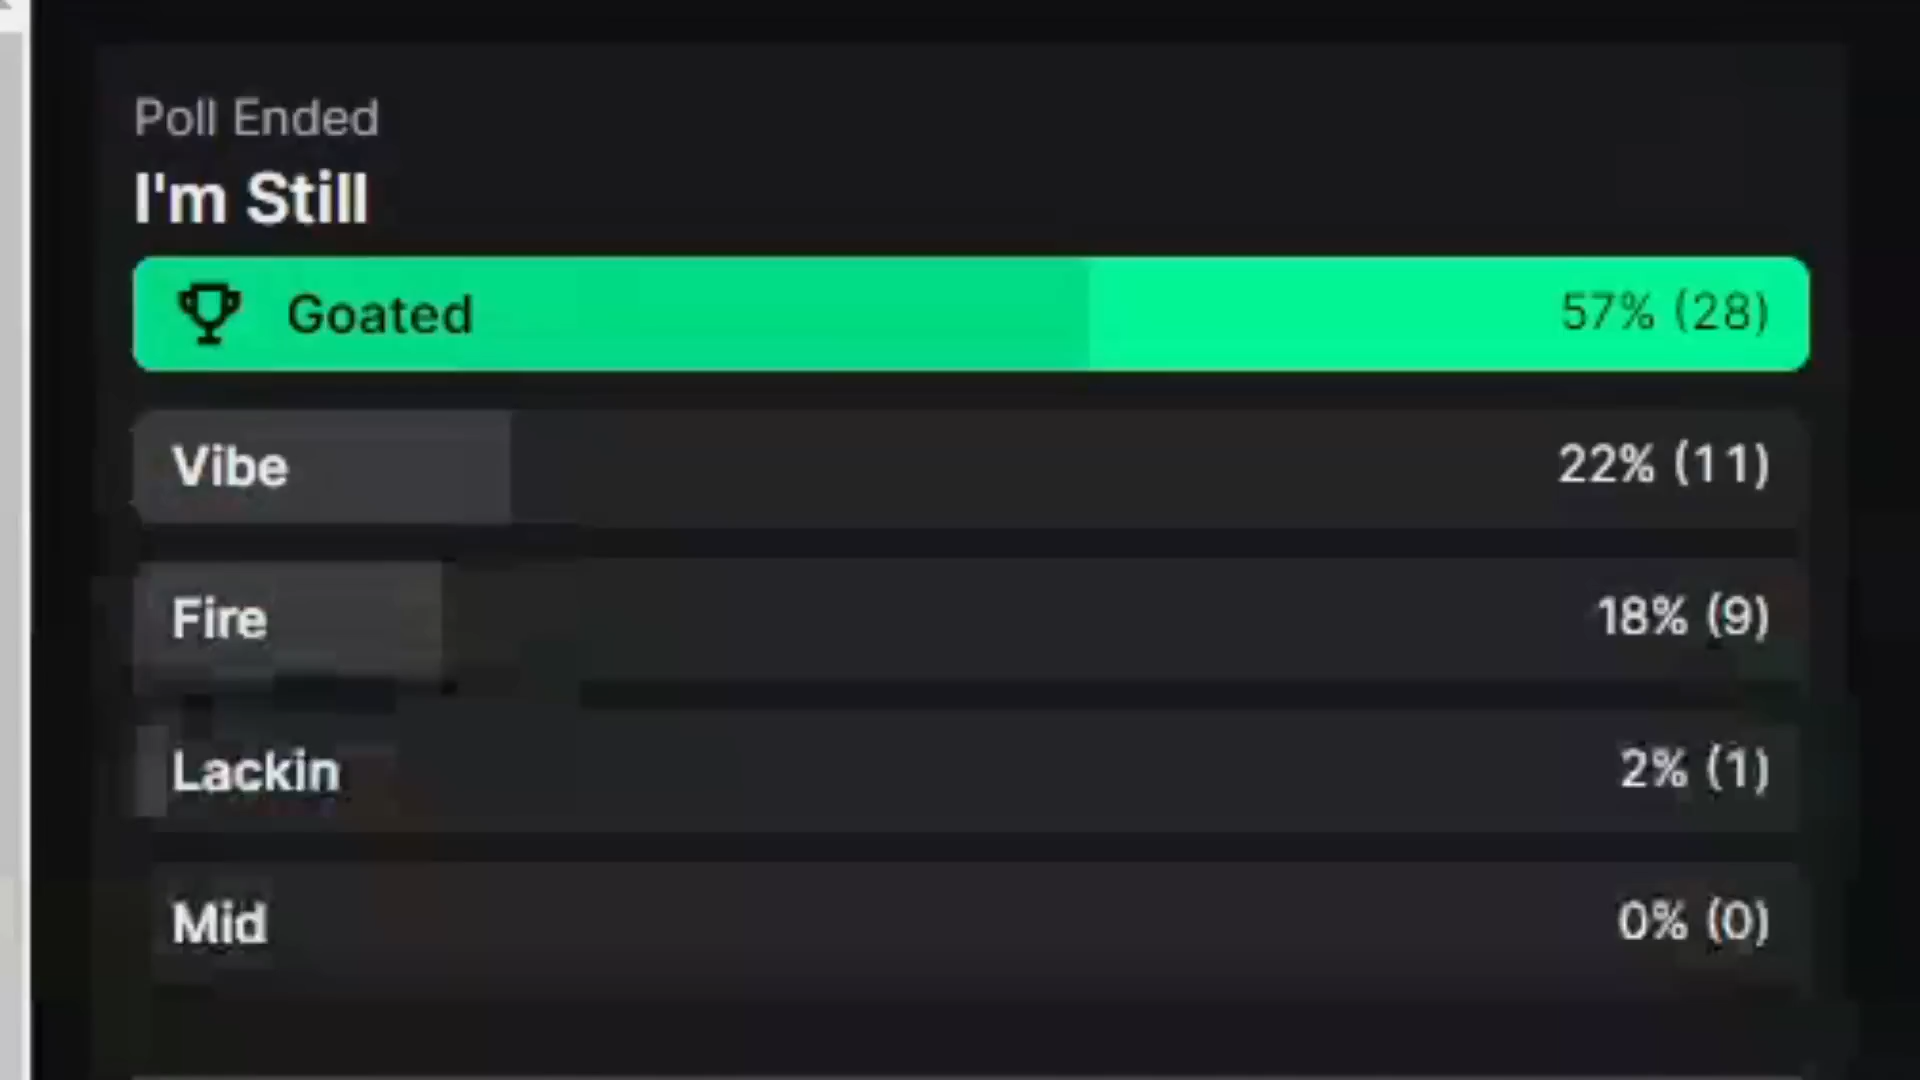 Poll Ended
I'm Still
Goated 57% (28)
Vibe 22% (11)
Fire 18% (9)
Lackin 2% (1)
Mid 0% (0)